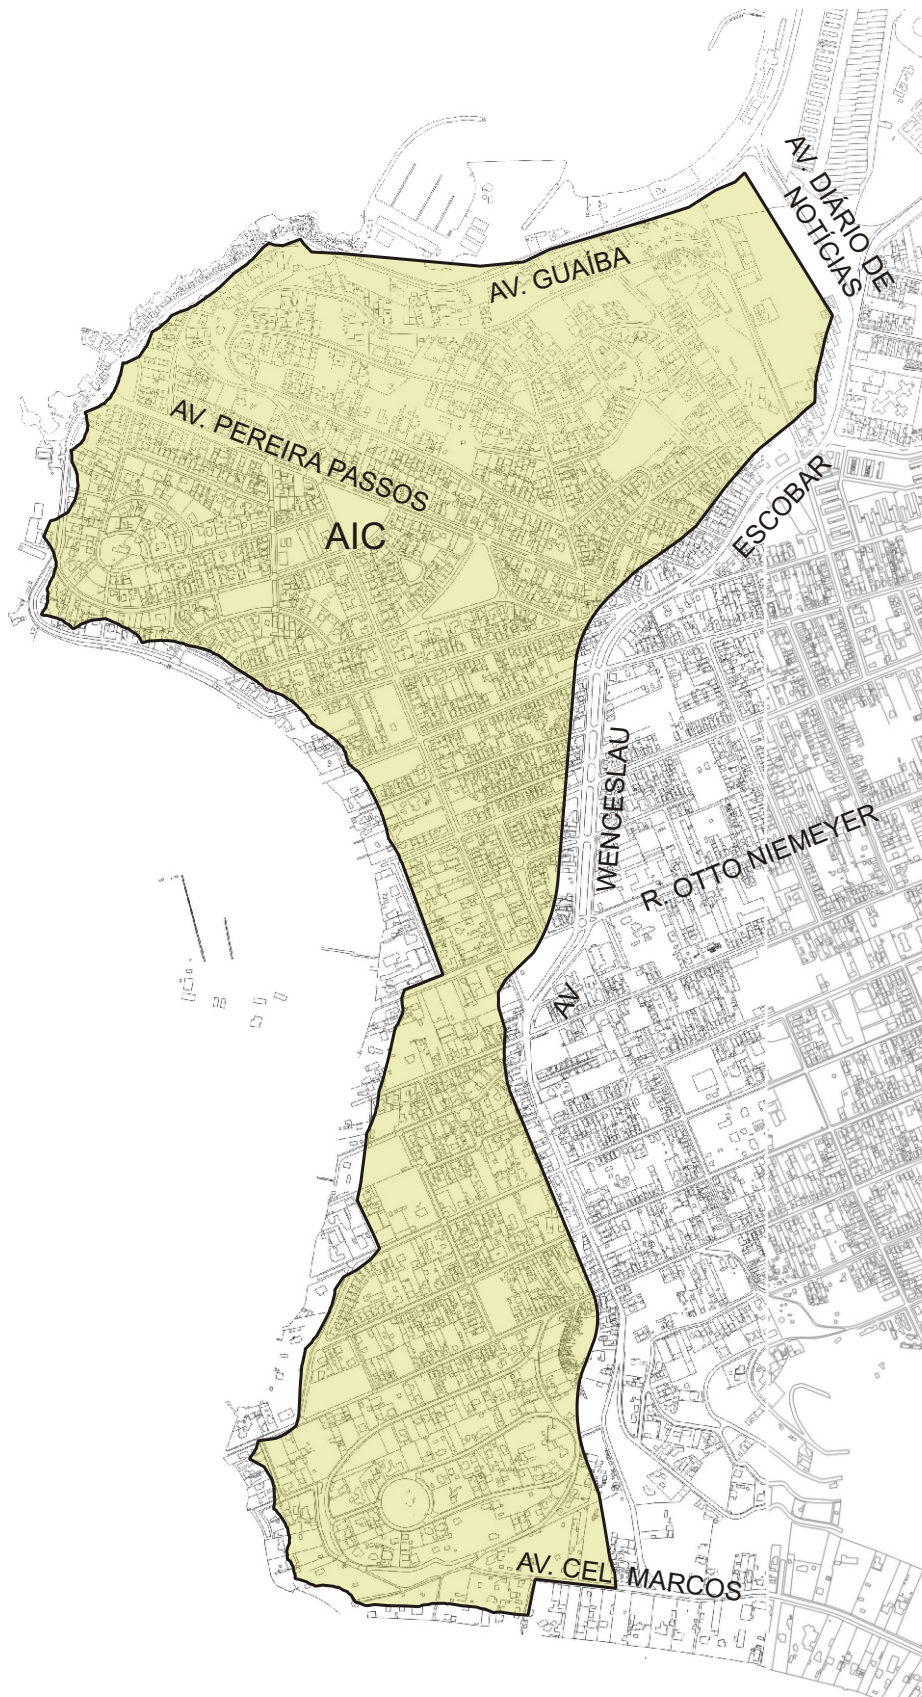 AV. DIÁRIO DE
NOTÍCIAS
AV. GUAÍBA
AV. PEREIRA PASSOS
AIC
ESCOBAR
WENCESLAU
R. OTTO NIEMEYER
AV
AV. CEL. MARCOS